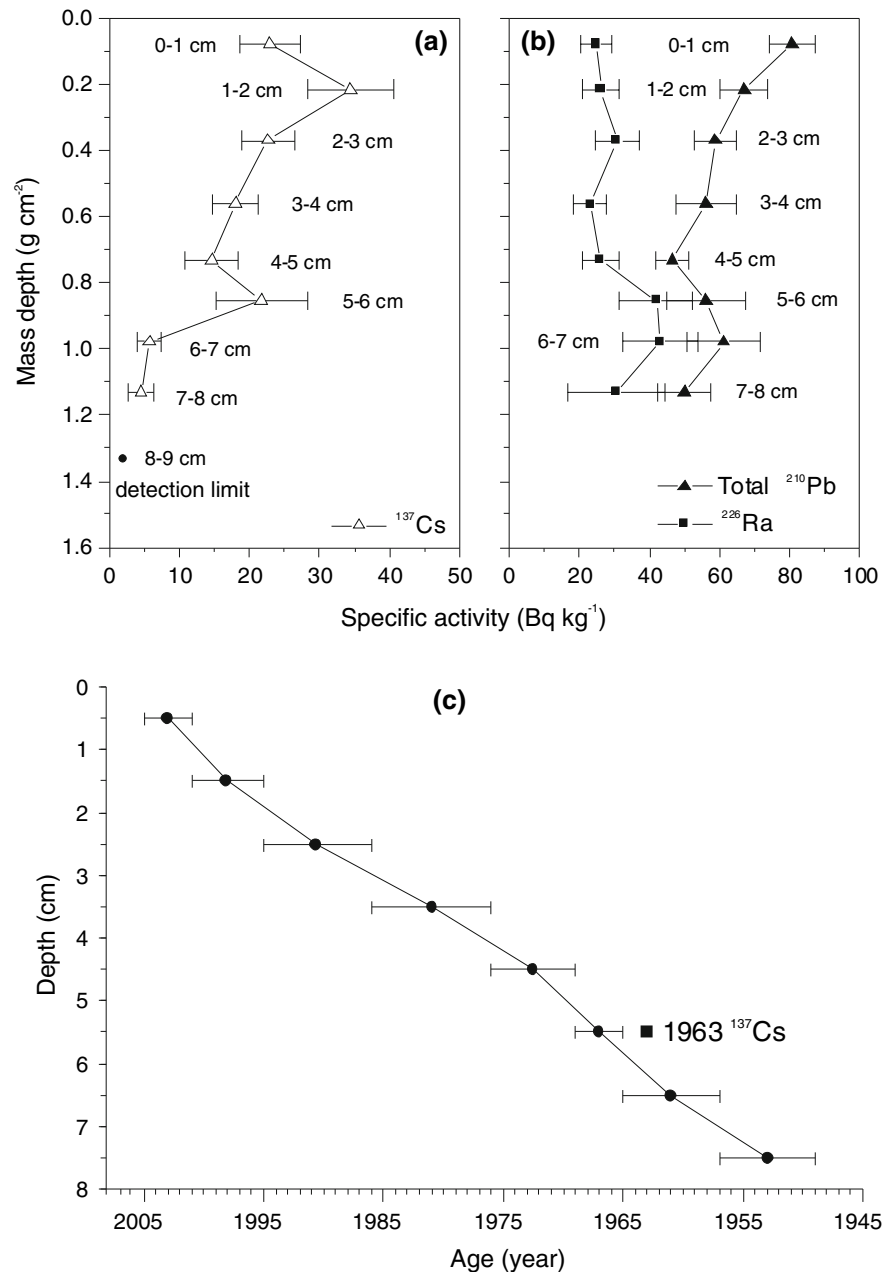 0.0
0.2
0.4
0.6
0.8
1.0
1.2
1.4
1.6
Mass depth (g cm⁻²)
(a)
0-1 cm
1-2 cm
2-3 cm
3-4 cm
4-5 cm
5-6 cm
6-7 cm
7-8 cm
8-9 cm
detection limit
¹³⁷Cs
0 10 20 30 40 50
(b)
0-1 cm
1-2 cm
2-3 cm
3-4 cm
4-5 cm
5-6 cm
6-7 cm
7-8 cm
Total ²¹⁰Pb
²²⁶Ra
0 20 40 60 80 100
Specific activity (Bq kg⁻¹)
(c)
0
1
2
3
4
5
6
7
8
Depth (cm)
1963 ¹³⁷Cs
2005 1995 1985 1975 1965 1955 1945
Age (year)